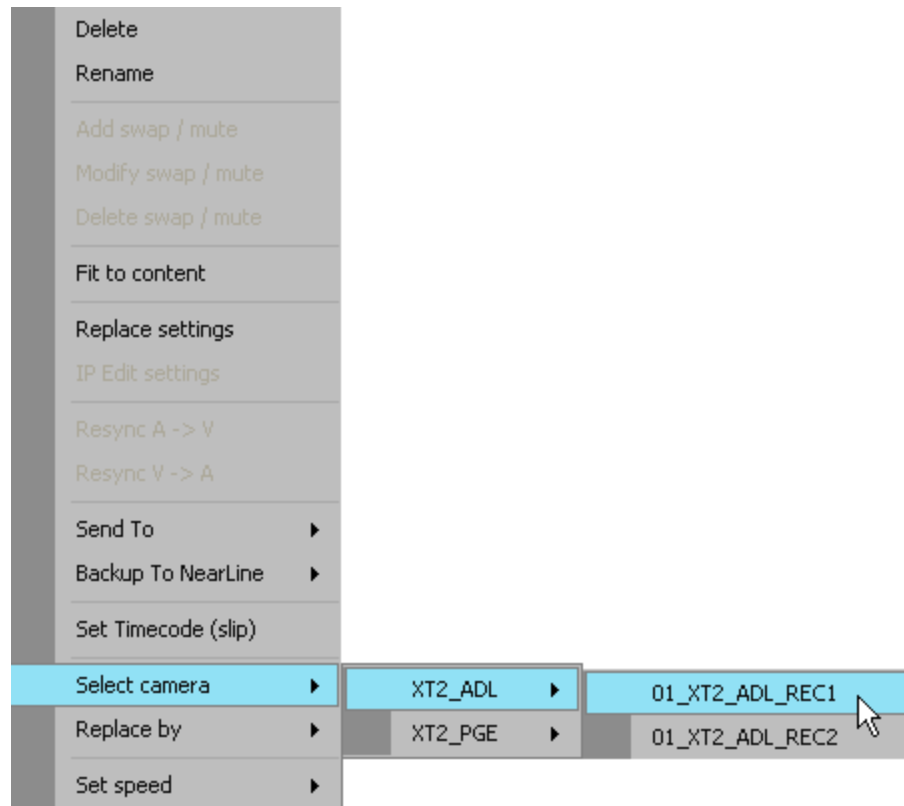 Delete
Rename
Add swap / mute
Modify swap / mute
Delete swap / mute
Fit to content
Replace settings
IP Edit settings
Resync A -> V
Resync V -> A
Send To
Backup To NearLine
Set Timecode (slip)
Select camera
XT2_ADL
01_XT2_ADL_REC1
Replace by
XT2_PGE
01_XT2_ADL_REC2
Set speed